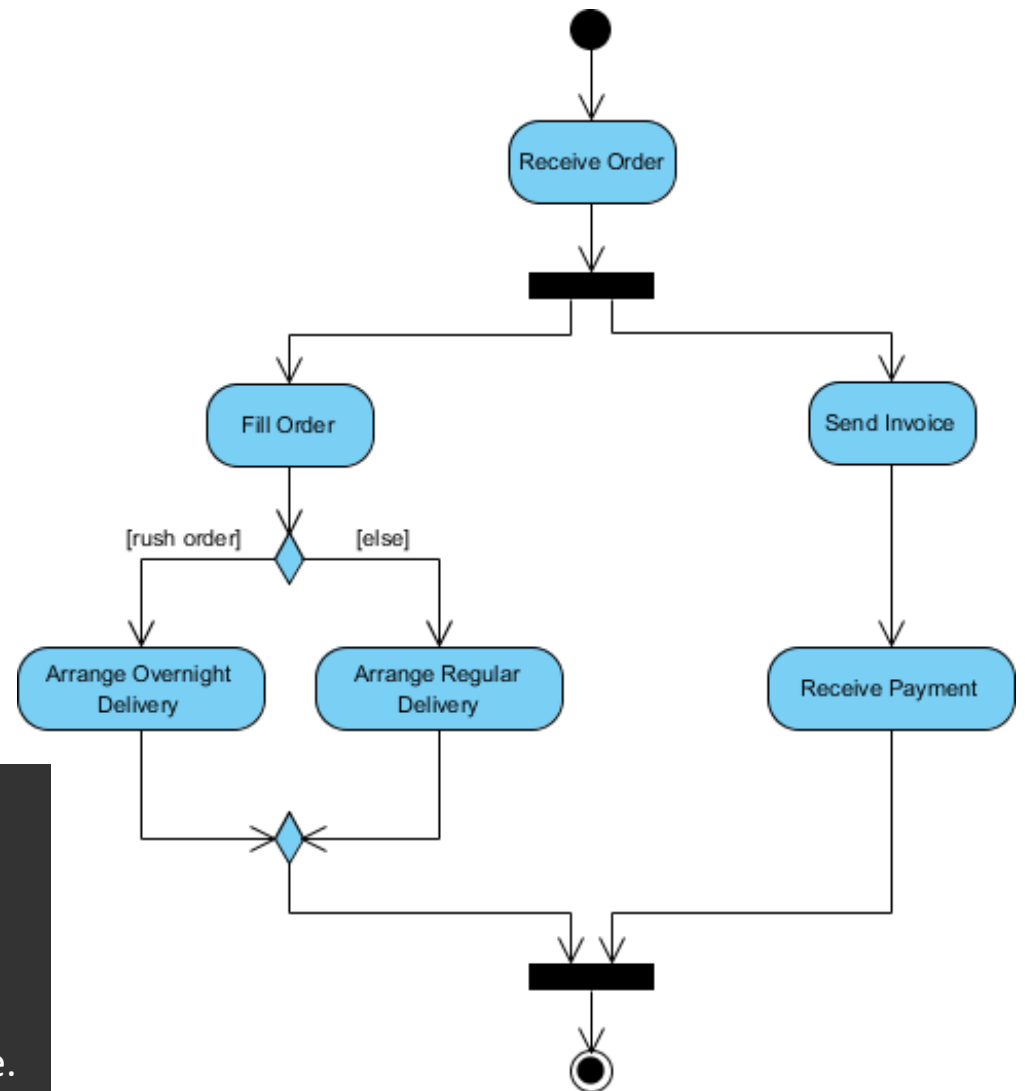 Receive Order
Fill Order
Send Invoice
[rush order]
[else]
Arrange Overnight
Delivery
Arrange Regular
Delivery
Receive Payment